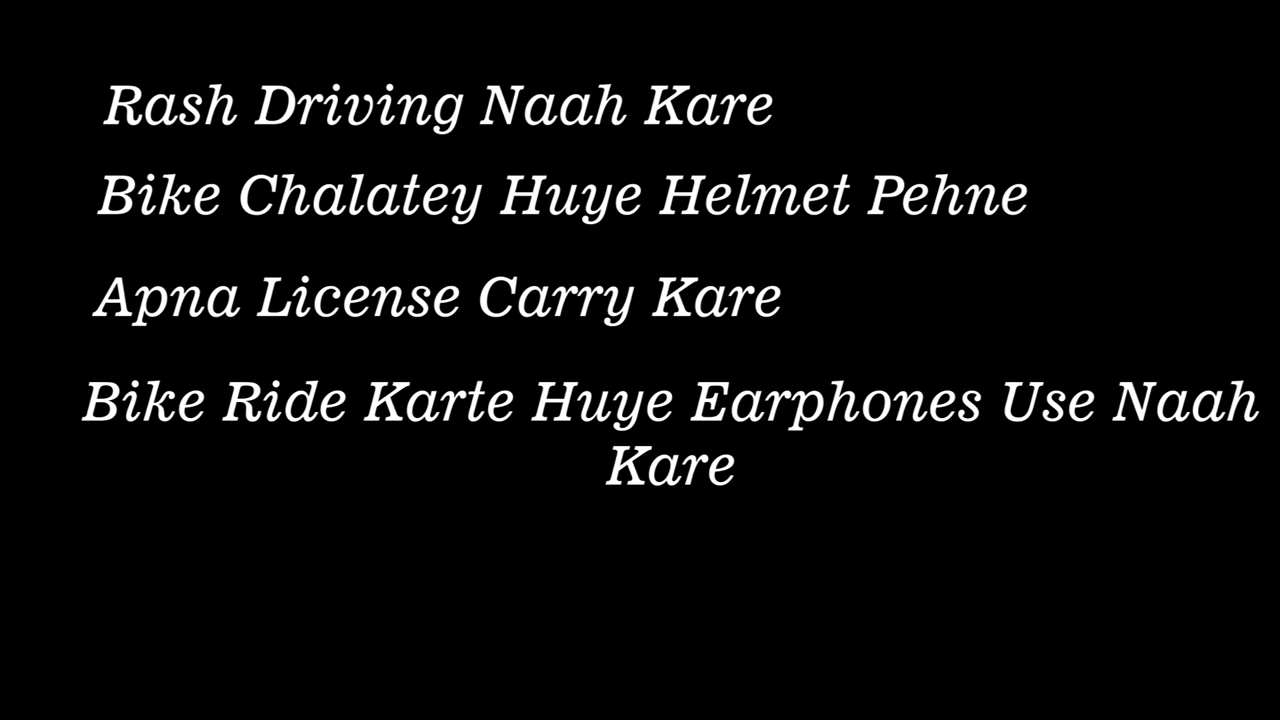 Rash Driving Naah Kare
Bike Chalatey Huye Helmet Pehne
Apna License Carry Kare
Bike Ride Karte Huye Earphones Use Naah
Kare